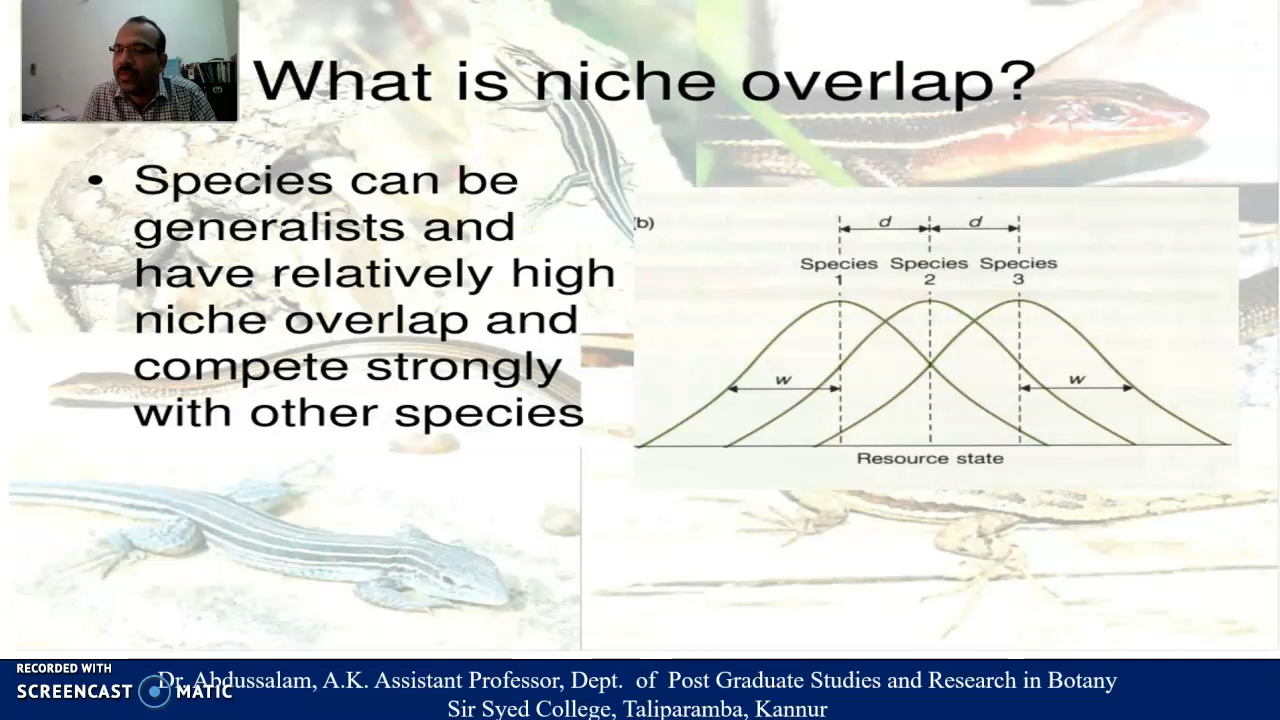 What is niche overlap?
• Species can be
generalists and
have relatively high
niche overlap and
compete strongly
with other species
(b)
d d
Species Species Species
1 2 3
w w
Resource state
RECORDED WITH
SCREENCAST MATIC
Dr. Abdussalam, A.K. Assistant Professor, Dept. of Post Graduate Studies and Research in Botany
Sir Syed College, Taliparamba, Kannur